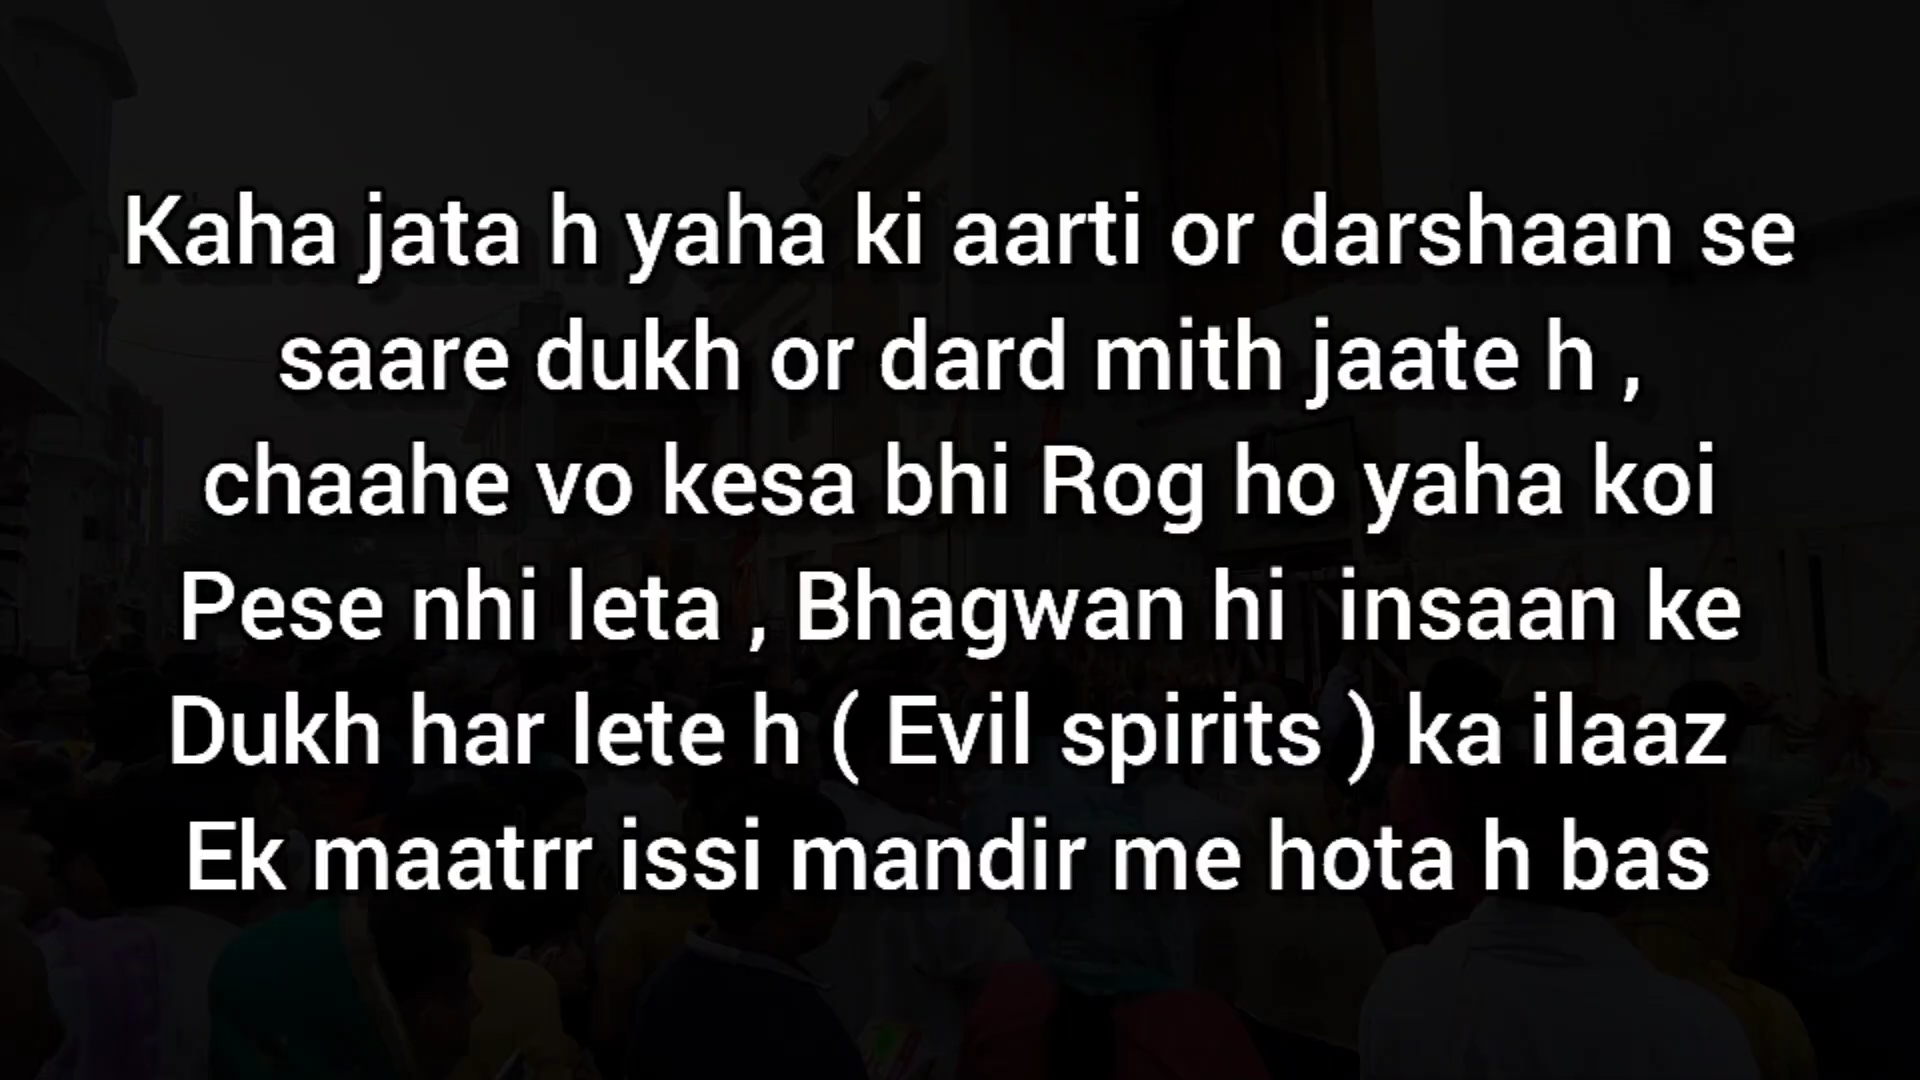 Kaha jata h yaha ki aarti or darshaan se
saare dukh or dard mith jaate h ,
chaahe vo kesa bhi Rog ho yaha koi
Pese nhi leta , Bhagwan hi  insaan ke
Dukh har lete h ( Evil spirits ) ka ilaaz
Ek maatrr issi mandir me hota h bas